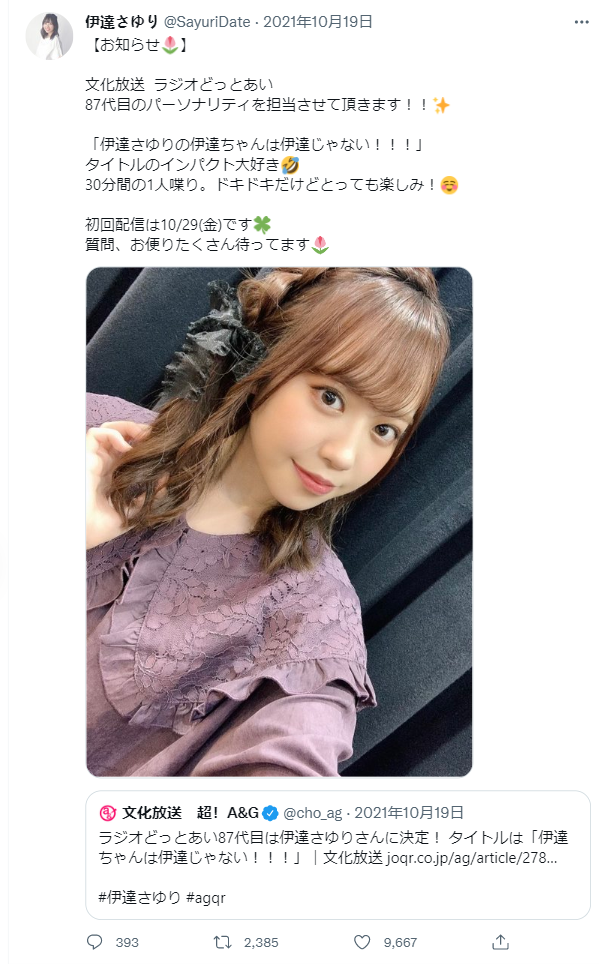 伊達さゆり @SayuriDate · 2021年10月19日
【お知らせ🌷】
文化放送 ラジオどっとあい
87代目のパーソナリティを担当させて頂きます！！✨
「伊達さゆりの伊達ちゃんは伊達じゃない！！！」
タイトルのインパクト大好き🤣
30分間の1人喋り。ドキドキだけどとっても楽しみ！☺️
初回配信は10/29(金)です🍀
質問、お便りたくさん待ってます🌷
文化放送　超！A&G @cho_ag · 2021年10月19日
ラジオどっとあい87代目は伊達さゆりさんに決定！ タイトルは「伊達
ちゃんは伊達じゃない！！！」｜文化放送 joqr.co.jp/ag/article/278...
#伊達さゆり #agqr
393 2,385 9,667